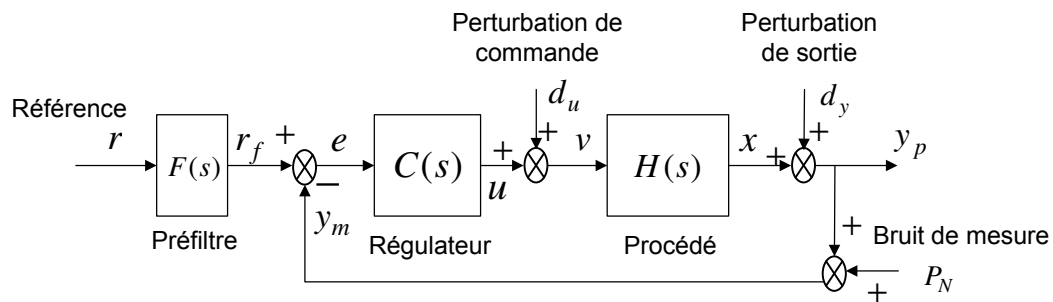 Perturbation de
commande
Perturbation
de sortie
Référence
d_u
d_y
r
F(s)
r_f
+
−
e
C(s)
+
u
+
v
H(s)
x
+
+
y_p
y_m
Préfiltre
Régulateur
Procédé
+
Bruit de mesure
+
P_N